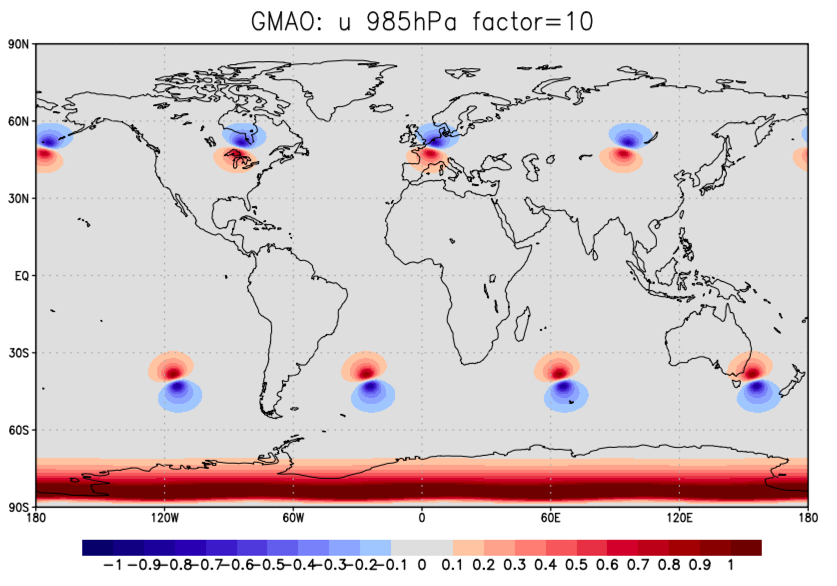 GMAO: u 985hPa factor=10
90N
60N
30N
EQ
30S
60S
90S
180 120W 60W 0 60E 120E 180
-1 -0.9-0.8-0.7-0.6-0.5-0.4-0.3-0.2-0.1 0 0.1 0.2 0.3 0.4 0.5 0.6 0.7 0.8 0.9 1